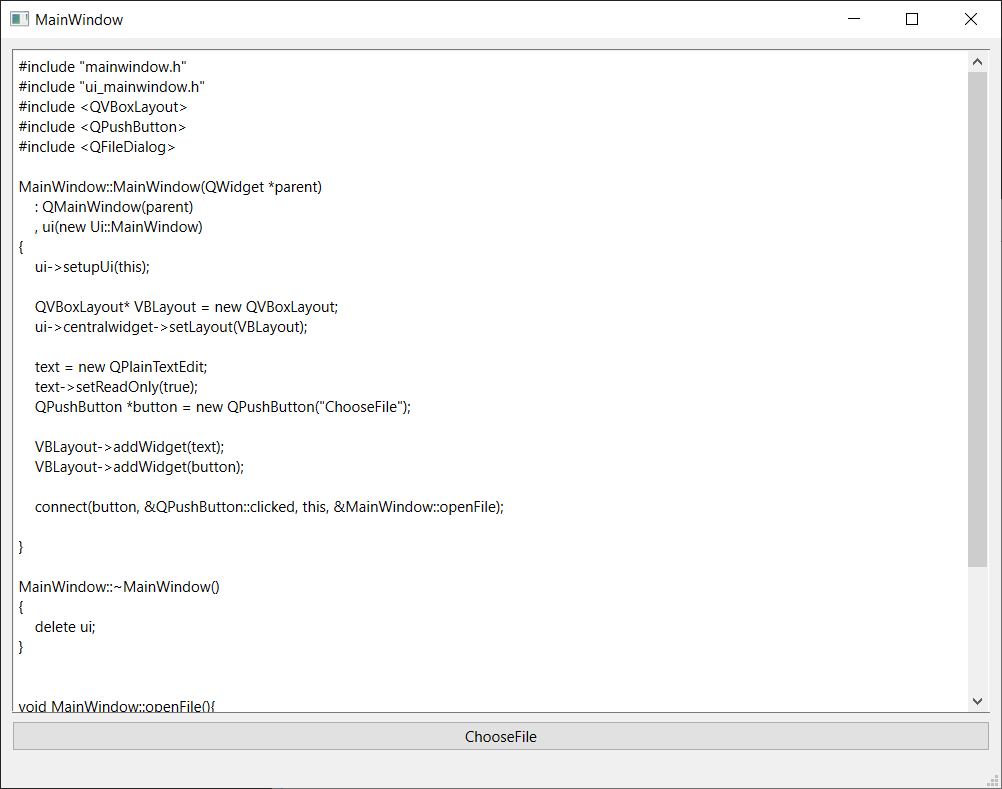 MainWindow
#include "mainwindow.h"
#include "ui_mainwindow.h"
#include <QVBoxLayout>
#include <QPushButton>
#include <QFileDialog>

MainWindow::MainWindow(QWidget *parent)
    : QMainWindow(parent)
    , ui(new Ui::MainWindow)
{
    ui->setupUi(this);

    QVBoxLayout* VBLayout = new QVBoxLayout;
    ui->centralwidget->setLayout(VBLayout);

    text = new QPlainTextEdit;
    text->setReadOnly(true);
    QPushButton *button = new QPushButton("ChooseFile");

    VBLayout->addWidget(text);
    VBLayout->addWidget(button);

    connect(button, &QPushButton::clicked, this, &MainWindow::openFile);

}

MainWindow::~MainWindow()
{
    delete ui;
}


void MainWindow::openFile(){
ChooseFile